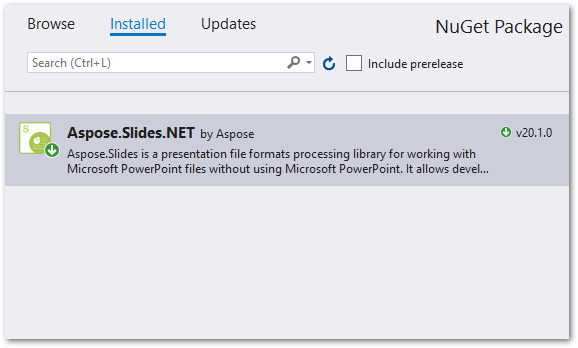 Browse Installed Updates NuGet Package
Search (Ctrl+L) Include prerelease
S
Aspose.Slides.NET by Aspose v20.1.0
Aspose.Slides is a presentation file formats processing library for working with
Microsoft PowerPoint files without using Microsoft PowerPoint. It allows devel...